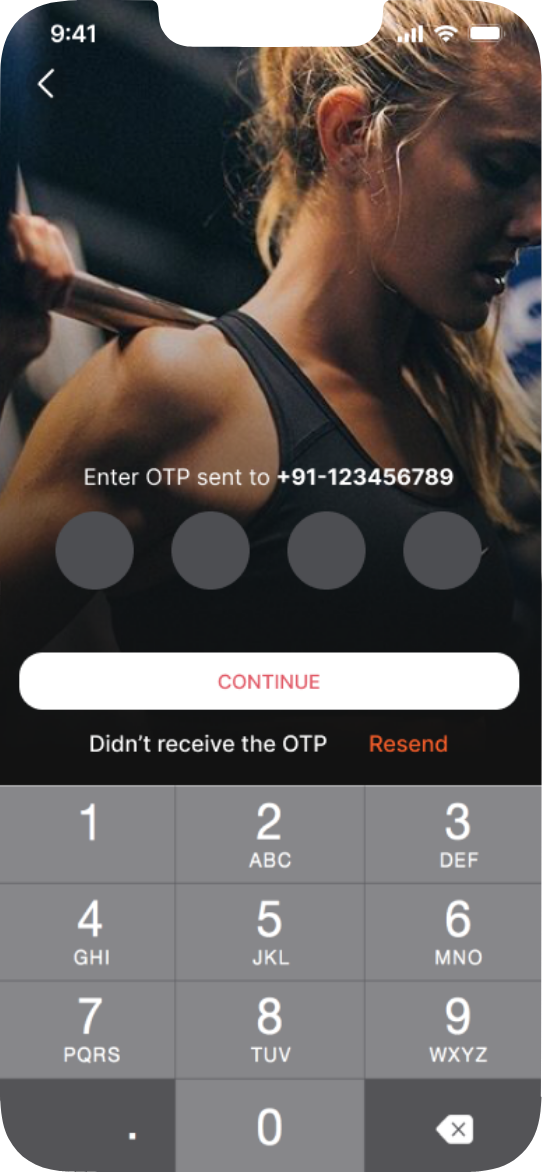 9:41
Enter OTP sent to +91-123456789
CONTINUE
Didn’t receive the OTP Resend
1 2 3
ABC DEF
4 5 6
GHI JKL MNO
7 8 9
PQRS TUV WXYZ
. 0